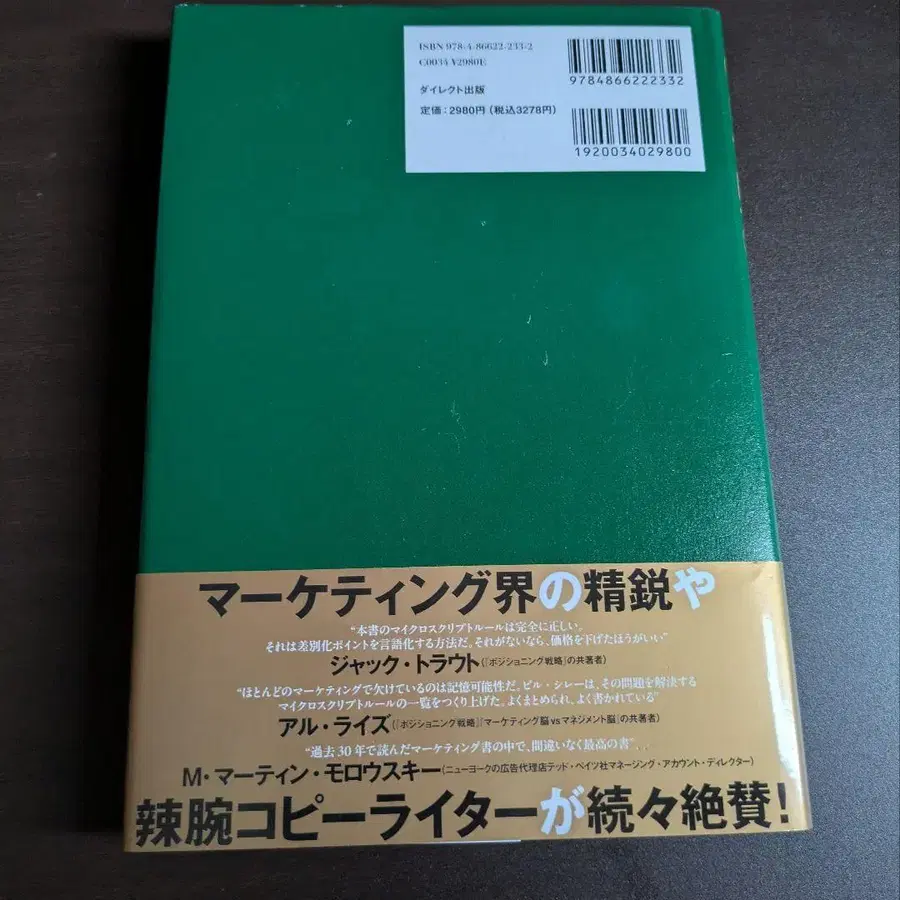 ISBN 978-4-86622-233-2
C0034 ¥2980E
ダイレクト出版
定価：2980円（税込3278円）
9784866222332
1920034029800
マーケティング界の精鋭や
“本書のマイクロスクリプトルールは完全に正しい。
それは差別化ポイントを言語化する方法だ。それがないなら、価格を下げたほうがいい”
ジャック・トラウト（『ポジショニング戦略』の共著者）
“ほとんどのマーケティングで欠けているのは記憶可能性だ。ビル・シレーは、その問題を解決する
マイクロスクリプトルールの一覧をつくり上げた。よくまとめられ、よく書かれている”
アル・ライズ（『ポジショニング戦略』『マーケティング脳vsマネジメント脳』の共著者）
“過去30年で読んだマーケティング書の中で、間違いなく最高の書”. . .
M・マーティン・モロウスキー（ニューヨークの広告代理店テッド・ベイツ社マネージング・アカウント・ディレクター）
辣腕コピーライターが続々絶賛！